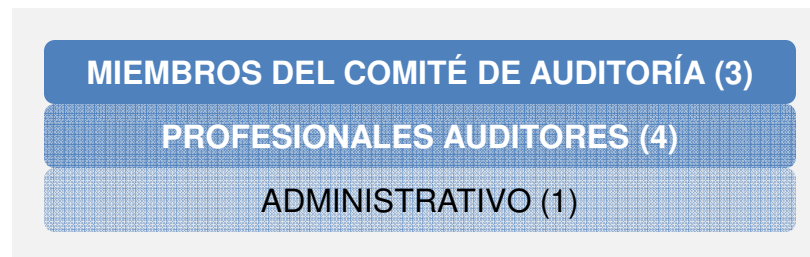 MIEMBROS DEL COMITÉ DE AUDITORÍA (3)
PROFESIONALES AUDITORES (4)
ADMINISTRATIVO (1)